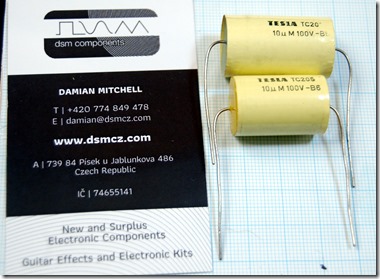 dsm components
DAMIAN MITCHELL
T | +420 774 849 478
E | damian@dsmcz.com
www.dsmcz.com
A | 739 84 Písek u Jablunkova 486
Czech Republic
IČ | 74655141
New and Surplus
Electronic Components
Guitar Effects and Electronic Kits
TESLA TC20
10µ M 100V-B
TESLA TC205
10µ M 100V-B6